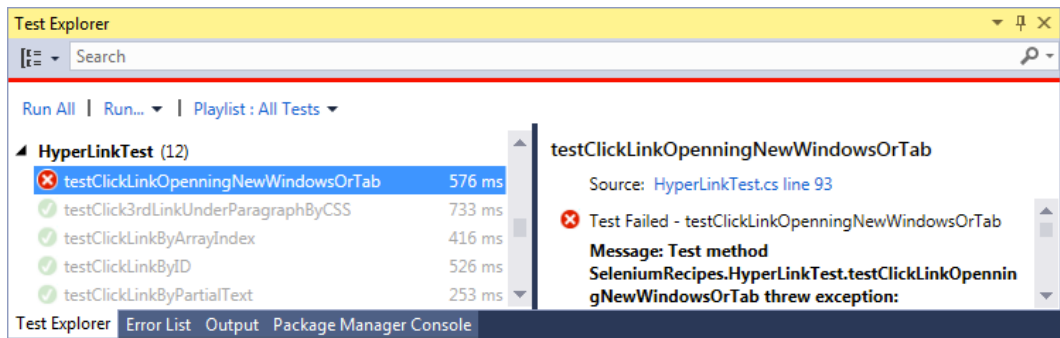 Test Explorer
Search
Run All | Run... | Playlist : All Tests
HyperLinkTest (12)
testClickLinkOpenningNewWindowsOrTab 576 ms
testClick3rdLinkUnderParagraphByCSS 733 ms
testClickLinkByArrayIndex 416 ms
testClickLinkByID 526 ms
testClickLinkByPartialText 253 ms
testClickLinkOpenningNewWindowsOrTab
Source: HyperLinkTest.cs line 93
Test Failed - testClickLinkOpenningNewWindowsOrTab
Message: Test method
SeleniumRecipes.HyperLinkTest.testClickLinkOpennin
gNewWindowsOrTab threw exception:
Test Explorer Error List Output Package Manager Console